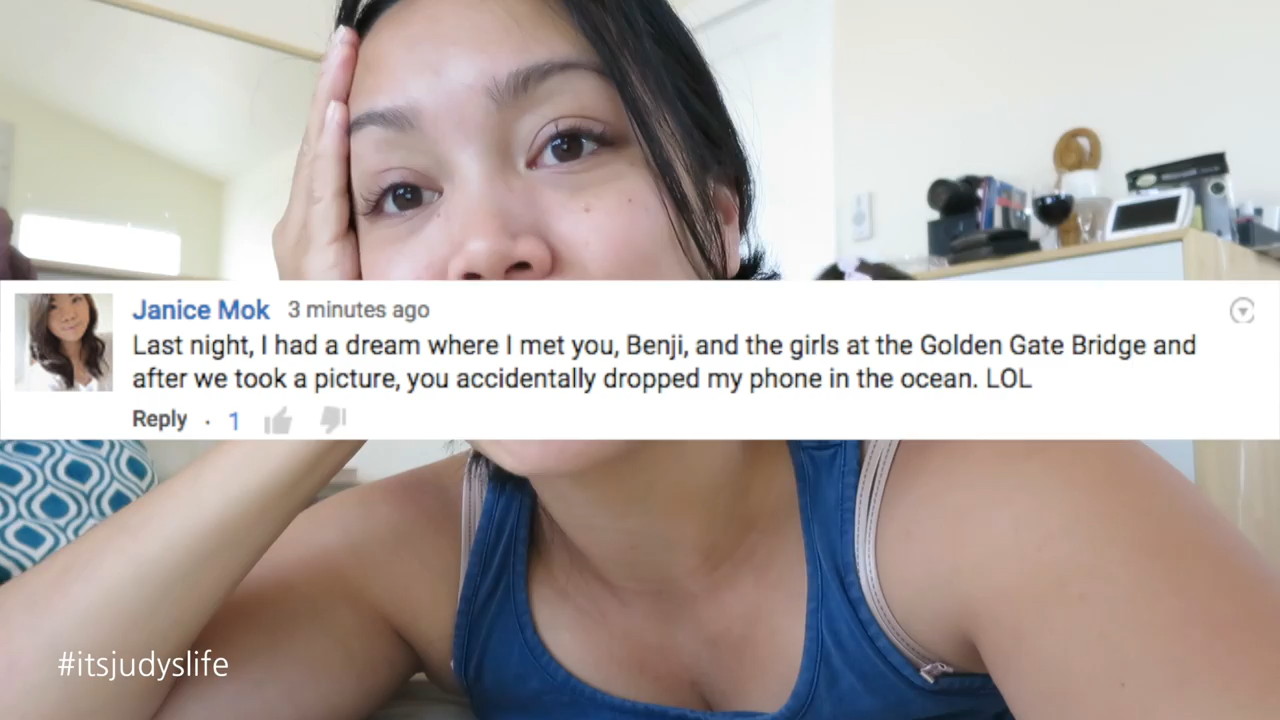 Janice Mok 3 minutes ago
Last night, I had a dream where I met you, Benji, and the girls at the Golden Gate Bridge and
after we took a picture, you accidentally dropped my phone in the ocean. LOL
Reply · 1
#itsjudyslife